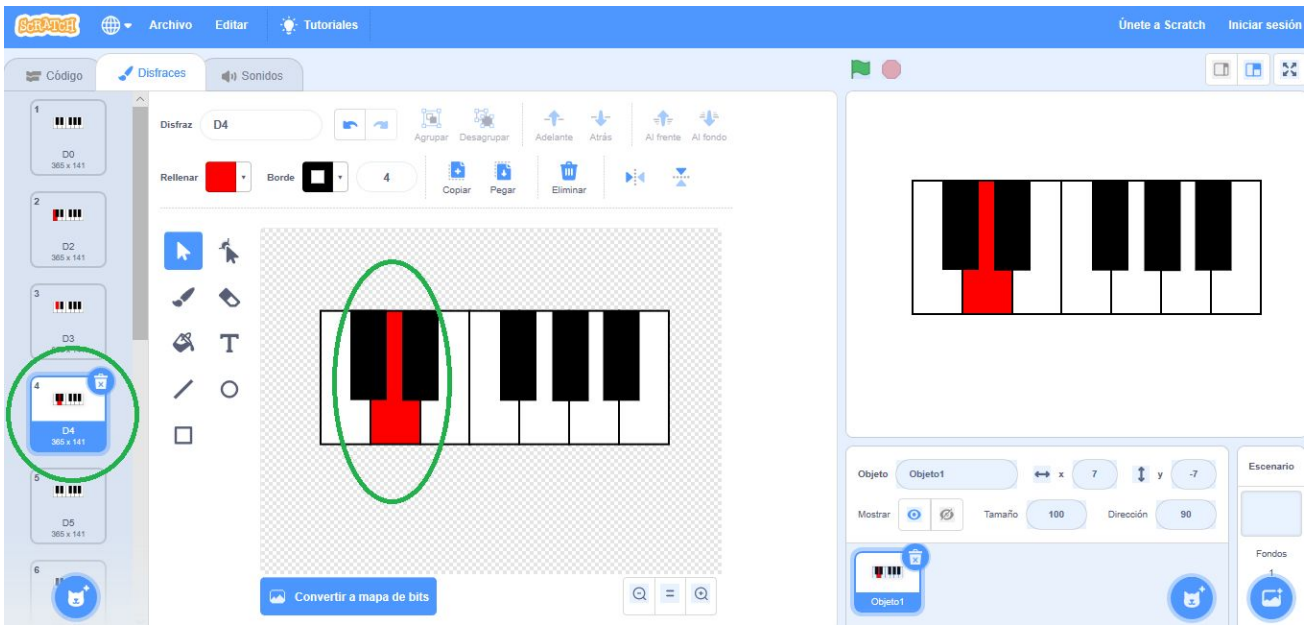 SCRATCH Archivo Editar Tutoriales Únete a Scratch Iniciar sesión
Código Disfraces Sonidos
1
D0
365 x 141
2
D2
365 x 141
3
D3
4
D4
365 x 141
5
D5
365 x 141
6
Disfraz D4 Agrupar Desagrupar Adelante Atrás Al frente Al fondo
Rellenar Borde 4 Copiar Pegar Eliminar
T
Convertir a mapa de bits
Objeto Objeto1 x 7 y -7
Mostrar Tamaño 100 Dirección 90
Objeto1
Escenario
Fondos
1